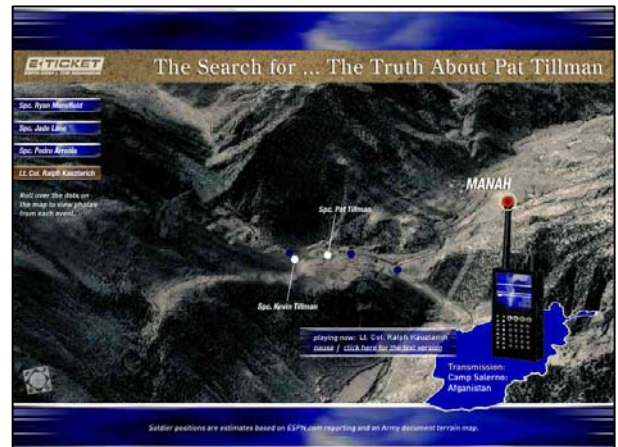 E-TICKET
The Search for ... The Truth About Pat Tillman
Spc. Ryan Mansfield
Spc. Jade Lane
Spc. Pedro Arreola
Lt. Col. Ralph Kauzlarich
Roll over the dots on
the map to view photos
from each event.
MANAH
Spc. Pat Tillman
Spc. Kevin Tillman
playing now: Lt. Col. Ralph Kauzlarich
pause / click here for the text version
Transmission:
Camp Salerno:
Afganistan
Soldier positions are estimates based on ESPN.com reporting and an Army document terrain map.